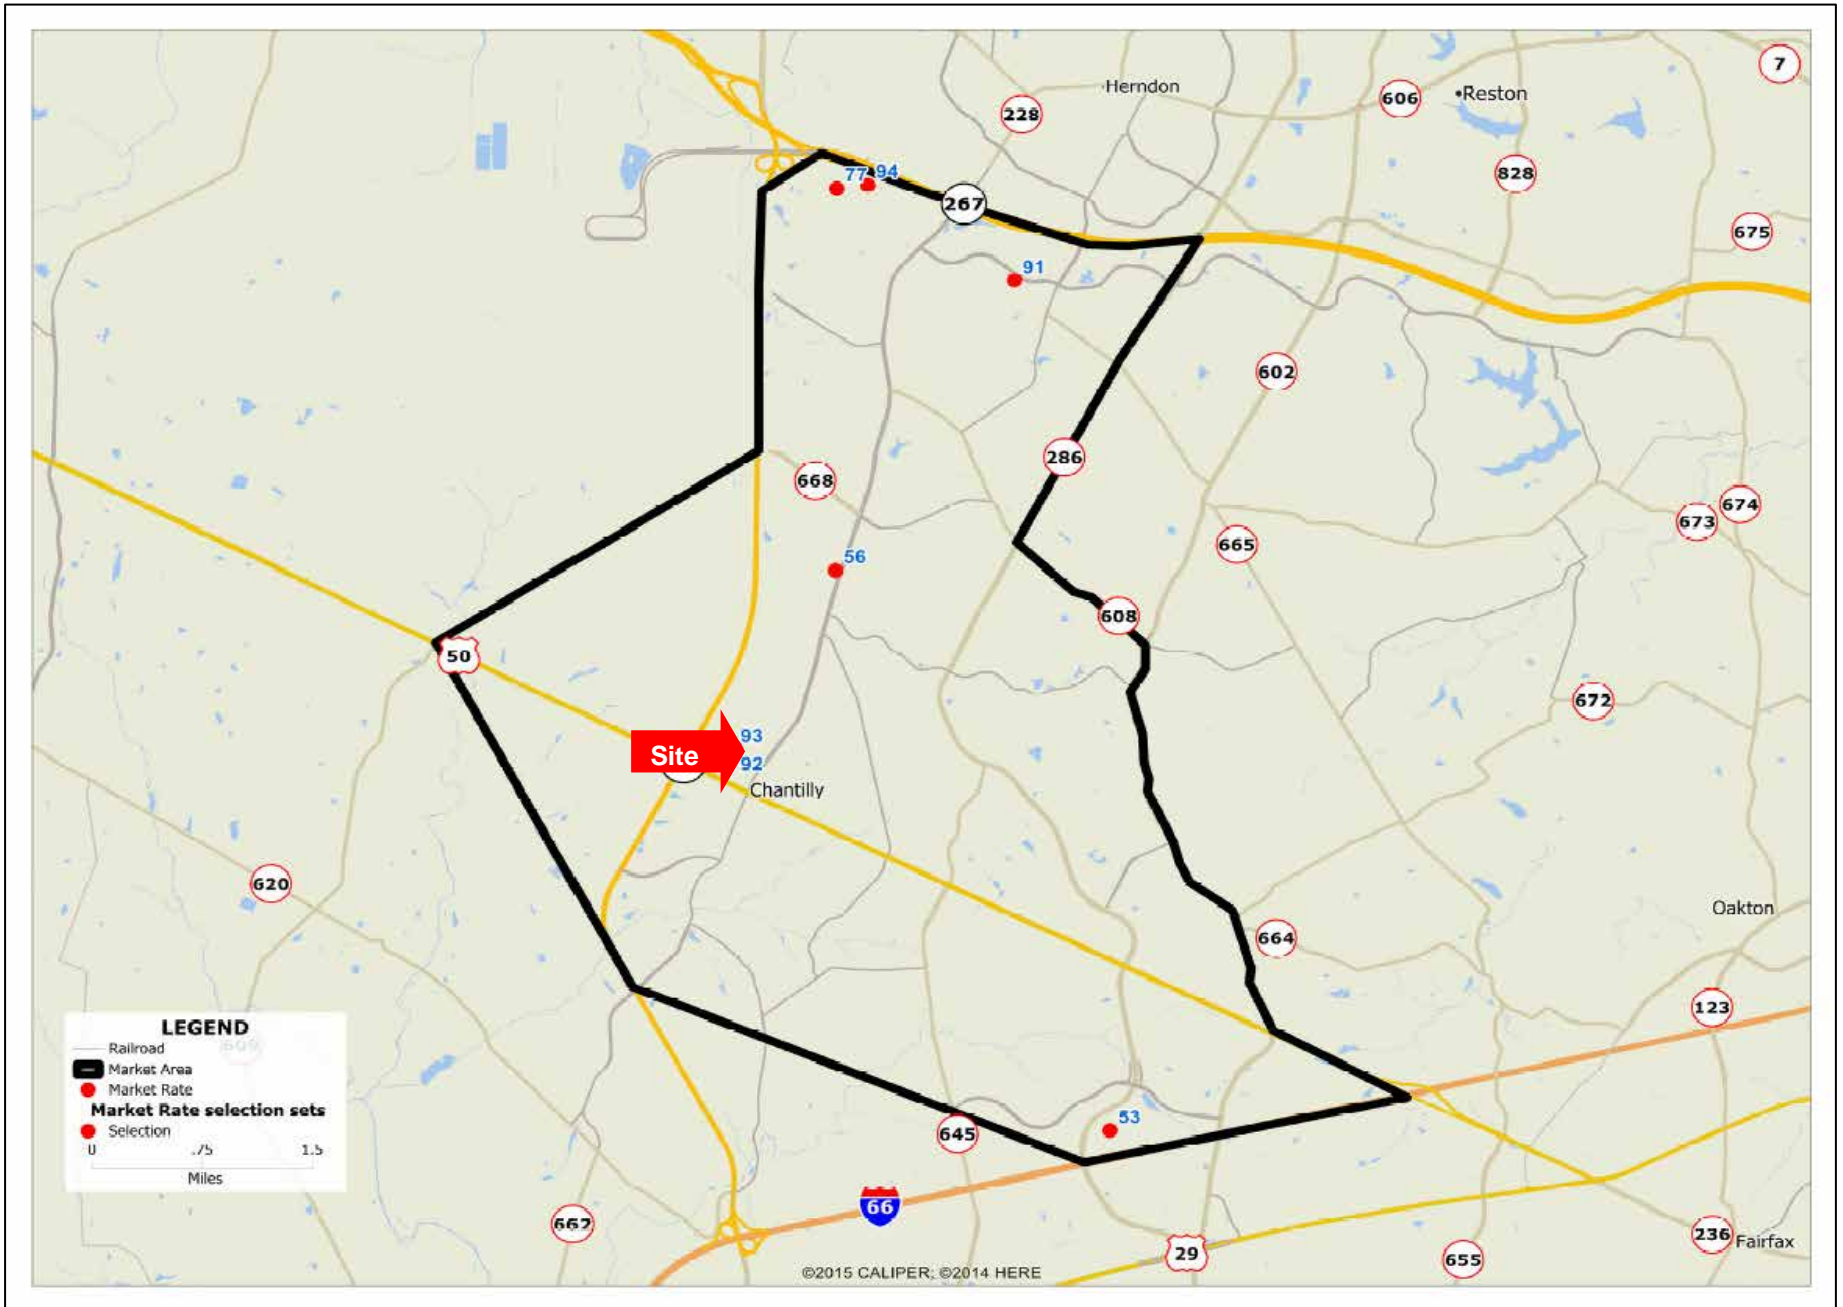 7
Herndon
606
•Reston
228
828
77
94
267
675
91
602
286
668
674
673
665
56
608
50
672
93
Site
92
Chantilly
620
Oakton
664
123
LEGEND
609
Railroad
Market Area
Market Rate
Market Rate selection sets
Selection
0 .75 1.5
Miles
53
645
66
662
29
236
Fairfax
655
©2015 CALIPER; ©2014 HERE